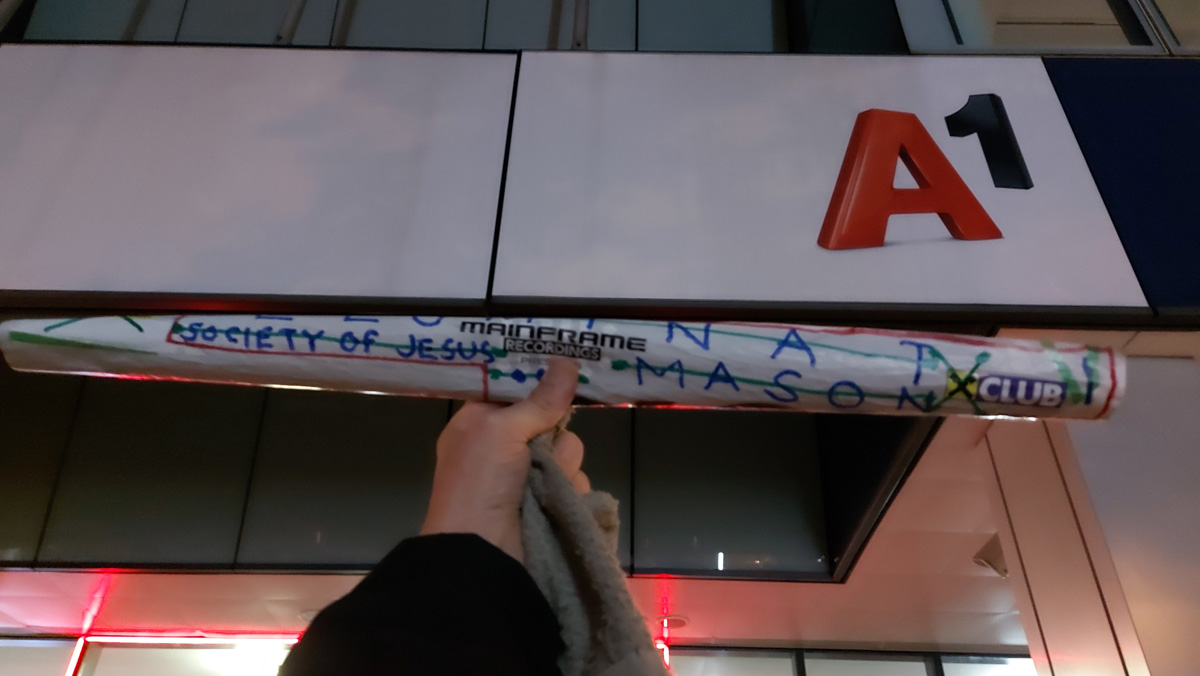 A1
MAINFRAME
RECORDINGS
SOCIETY OF JESUS
N A T
MASON
X CLUB